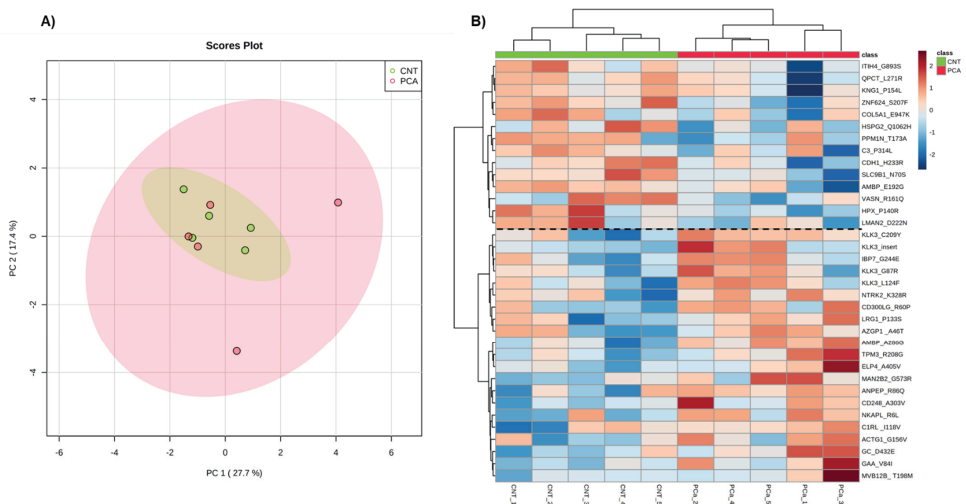 A)
Scores Plot
CNT
PCA
4
2
0
-2
-4
-6
-4
-2
0
2
4
6
PC 2 ( 17.4 %)
PC 1 ( 27.7 %)
B)
class
ITIH4_G893S
QPCT_L271R
KNG1_P154L
ZNF624_S207F
COL5A1_E947K
HSPG2_Q1062H
PPM1N_T173A
C3_P314L
CDH1_H233R
SLC9B1_N70S
AMBP_E192G
VASN_R161Q
HPX_P140R
LMAN2_D222N
KLK3_C209Y
KLK3_insert
IBP7_G244E
KLK3_G87R
KLK3_L124F
NTRK2_K328R
CD300LG_R60P
LRG1_P133S
AZGP1_A46T
TPM3_R208G
ELP4_A405V
MAN2B2_G573R
ANPEP_R86Q
CD248_A303V
NKAPL_R6L
C1RL_I118V
ACTG1_G156V
GC_D432E
GAA_V84I
MVB12B_T198M
class
CNT
PCA
2
1
0
-1
-2